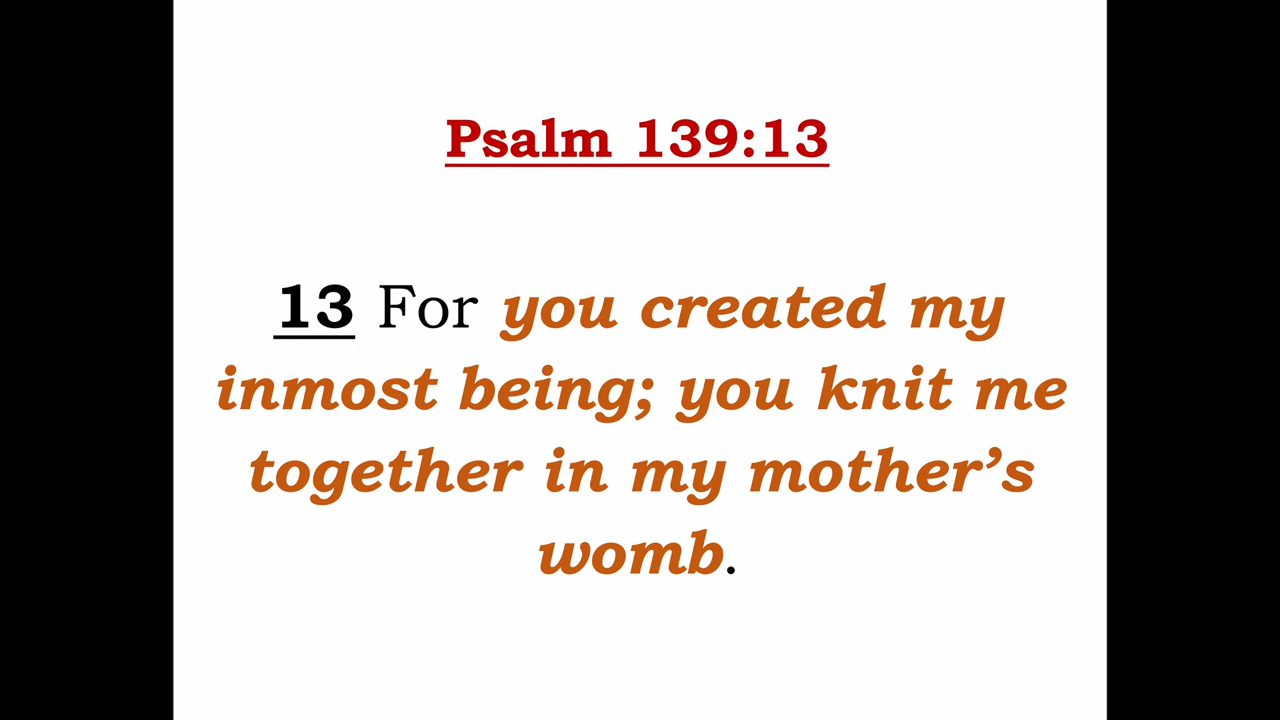 Psalm 139:13
13 For you created my
inmost being; you knit me
together in my mother’s
womb.